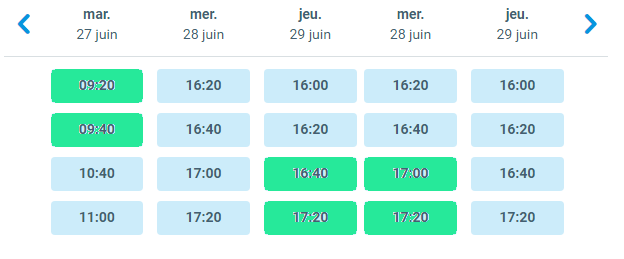 mar. mer. jeu. mer. jeu.
27 juin 28 juin 29 juin 28 juin 29 juin
09:20 16:20 16:00 16:20 16:00
09:40 16:40 16:20 16:40 16:20
10:40 17:00 16:40 17:00 16:40
11:00 17:20 17:20 17:20 17:20